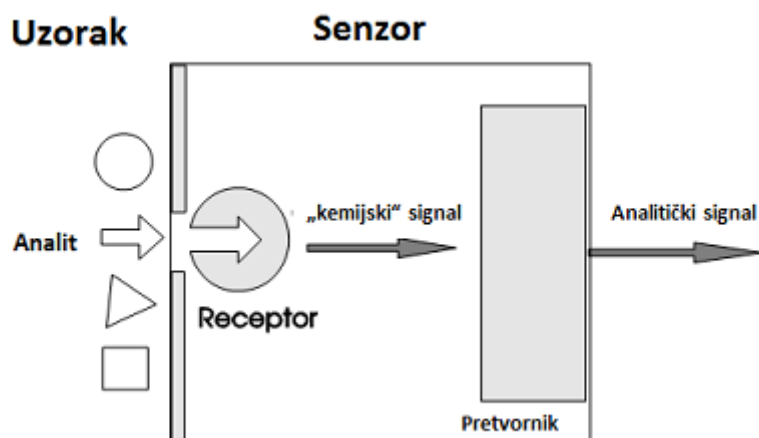 Uzorak
Senzor
Analit
Receptor
„kemijski“ signal
Analitički signal
Pretvornik